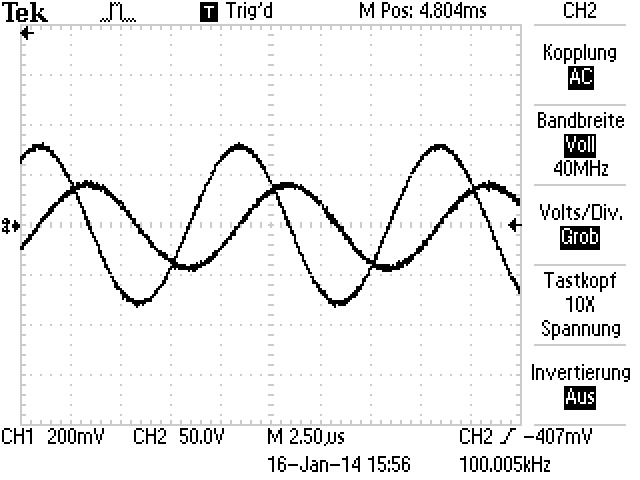 Tek T Trig'd M Pos: 4.804ms CH2
Kopplung
AC
Bandbreite
Voll
40MHz
Volts/Div.
Grob
Tastkopf
10X
Spannung
Invertierung
Aus
CH1 200mV CH2 50.0V M 2.50µs CH2 -407mV
16-Jan-14 15:56 100.005kHz